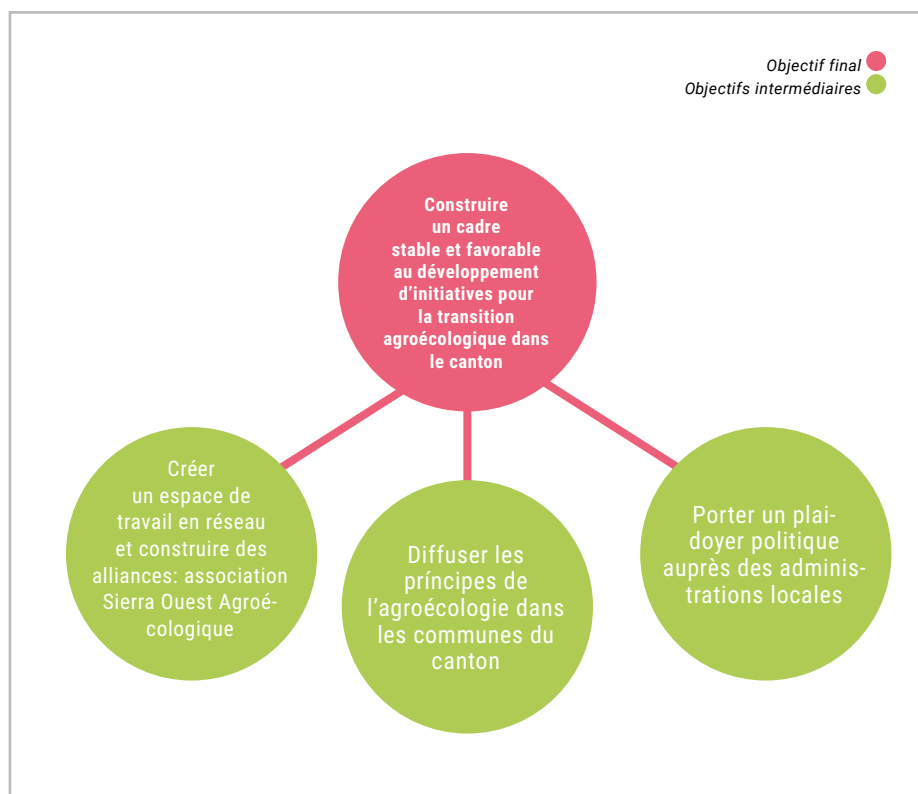 Objectif final
Objectifs intermédiaires
Construire
un cadre
stable et favorable
au développement
d'initiatives pour
la transition
agroécologique dans
le canton
Créer
un espace de
travail en réseau
et construire des
alliances: association
Sierra Ouest Agroé-
cologique
Diffuser les
príncipes de
l'agroécologie dans
les communes du
canton
Porter un plai-
doyer politique
auprès des adminis-
trations locales